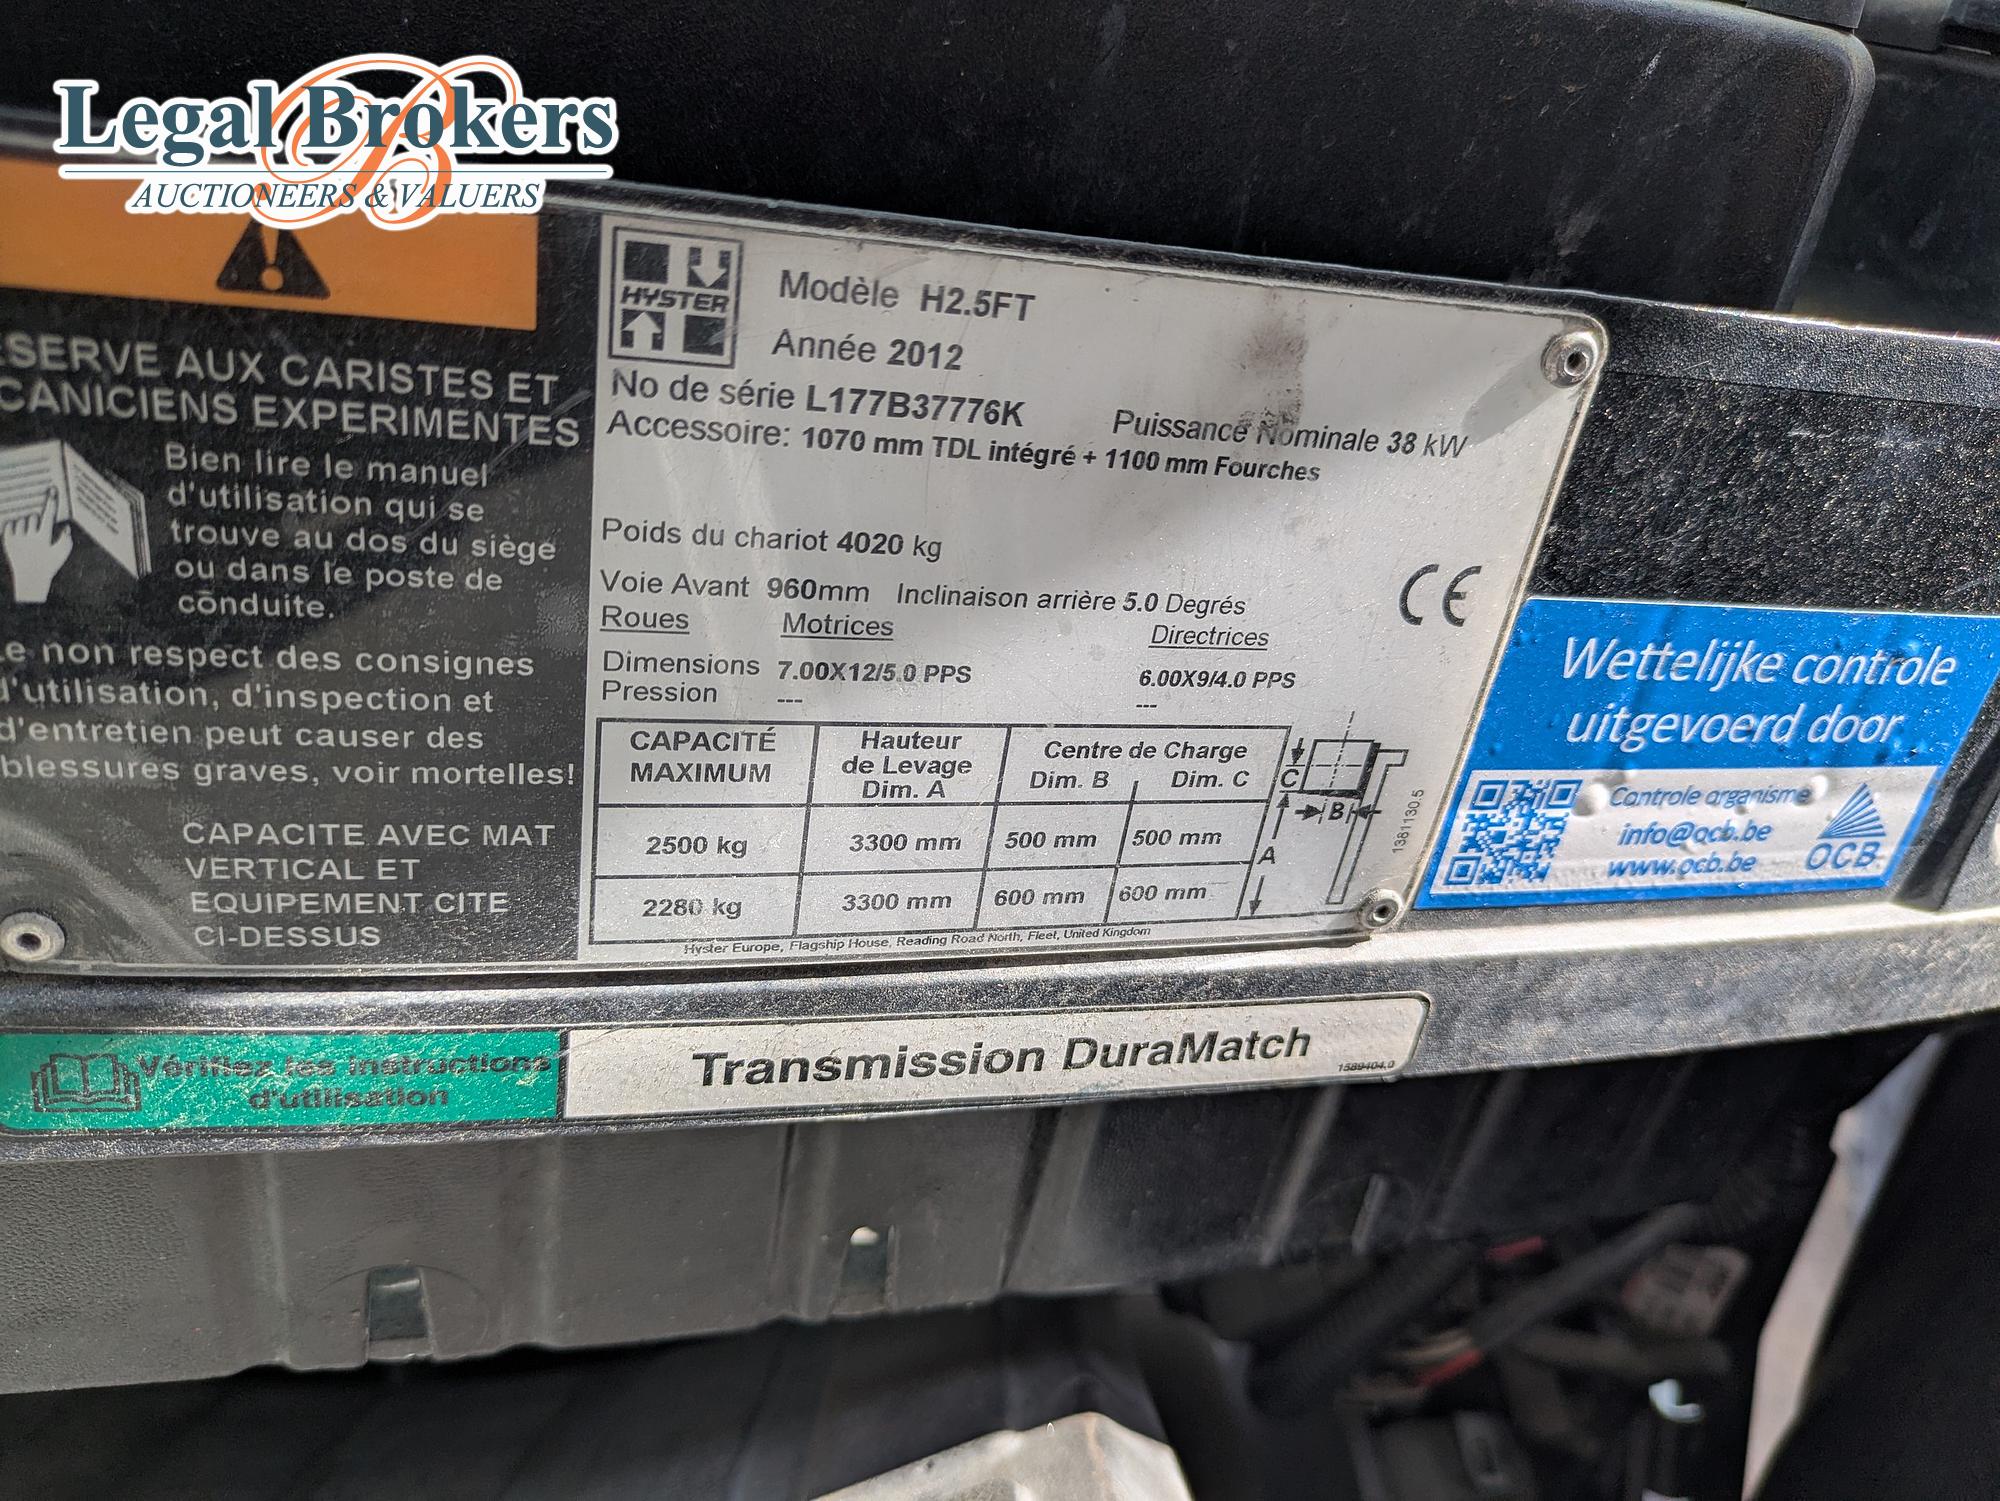 Legal Brokers
AUCTIONEERS & VALUERS
ESERVE AUX CARISTES ET
CANICIENS EXPERIMENTES
Bien lire le manuel
d'utilisation qui se
trouve au dos du siège
ou dans le poste de
conduite.
Le non respect des consignes
d'utilisation, d'inspection et
d'entretien peut causer des
blessures graves, voir mortelles!
CAPACITE AVEC MAT
VERTICAL ET
EQUIPEMENT CITE
CI-DESSUS
HYSTER
Modèle H2.5FT
Année 2012
No de série L177B37776K
Puissance Nominale 38 kW
Accessoire: 1070 mm TDL intégré + 1100 mm Fourches
Poids du chariot 4020 kg
Voie Avant 960mm Inclinaison arrière 5.0 Degrés
Roues Motrices Directrices
Dimensions 7.00X12/5.0 PPS 6.00X9/4.0 PPS
Pression --- ---
CE
CAPACITÉ MAXIMUM
Hauteur de Levage Dim. A
Centre de Charge
Dim. B Dim. C
2500 kg 3300 mm 500 mm 500 mm
2280 kg 3300 mm 600 mm 600 mm
C
B
A
1381130.5
Hyster Europe, Flagship House, Reading Road North, Fleet, United Kingdom
Wettelijke controle
uitgevoerd door
Controle organisme
info@ocb.be
www.ocb.be
OCB
Vérifiez les instructions
d'utilisation
Transmission DuraMatch
1589404.0